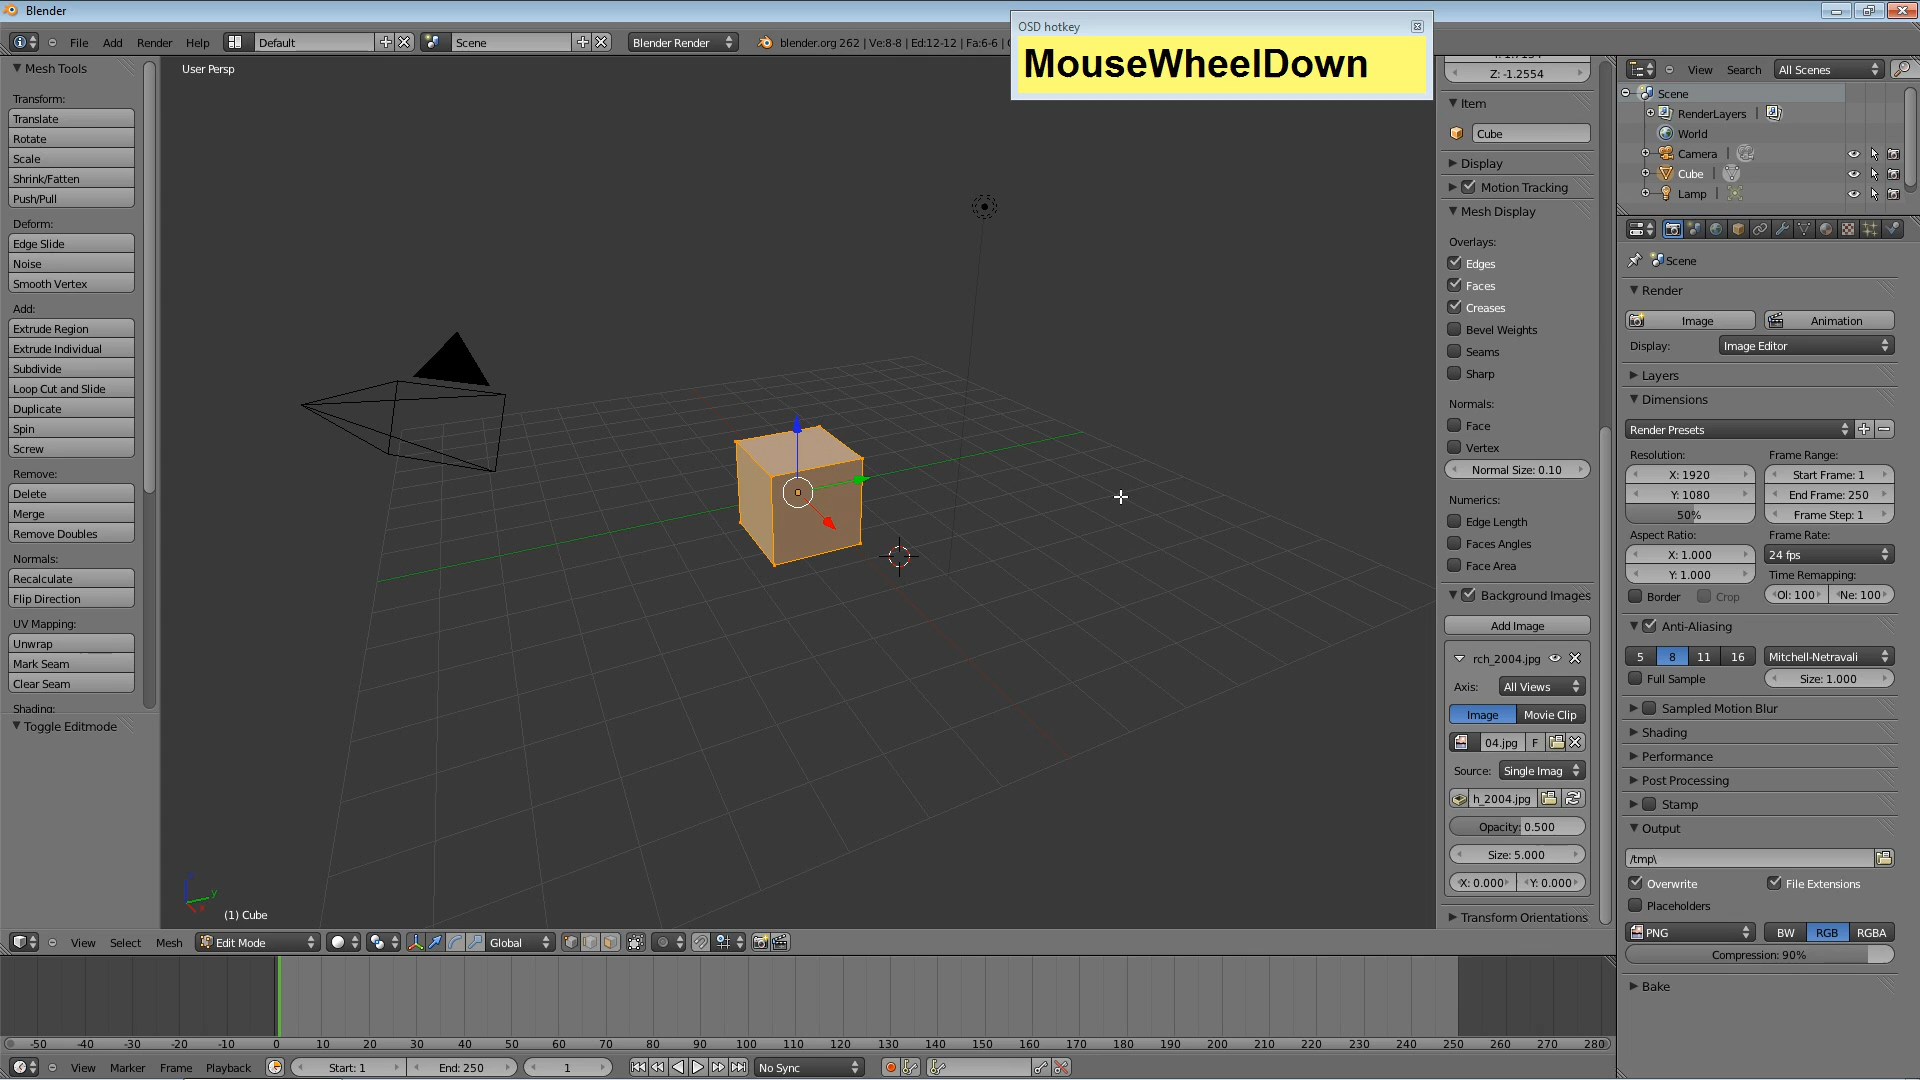 Blender
OSD hotkey
MouseWheelDown
File Add Render Help Default Scene Blender Render blender.org 262 | Ve:8-8 | Ed:12-12 | Fa:6-6 |
Mesh Tools
Transform:
Translate
Rotate
Scale
Shrink/Fatten
Push/Pull
Deform:
Edge Slide
Noise
Smooth Vertex
Add:
Extrude Region
Extrude Individual
Subdivide
Loop Cut and Slide
Duplicate
Spin
Screw
Remove:
Delete
Merge
Remove Doubles
Normals:
Recalculate
Flip Direction
UV Mapping:
Unwrap
Mark Seam
Clear Seam
Shading:
Toggle Editmode
User Persp
(1) Cube
Z: -1.2554
Item
Cube
Display
Motion Tracking
Mesh Display
Overlays:
Edges
Faces
Creases
Bevel Weights
Seams
Sharp
Normals:
Face
Vertex
Normal Size: 0.10
Numerics:
Edge Length
Faces Angles
Face Area
Background Images
Add Image
rch_2004.jpg
Axis: All Views
Image Movie Clip
04.jpg F
Source: Single Imag
h_2004.jpg
Opacity: 0.500
Size: 5.000
X: 0.000 Y: 0.000
Transform Orientations
View Search All Scenes
Scene
RenderLayers |
World
Camera |
Cube |
Lamp |
Scene
Render
Image Animation
Display: Image Editor
Layers
Dimensions
Render Presets
Resolution: Frame Range:
X: 1920 Start Frame: 1
Y: 1080 End Frame: 250
50% Frame Step: 1
Aspect Ratio: Frame Rate:
X: 1.000 24 fps
Y: 1.000 Time Remapping:
Border Crop Ol: 100 Ne: 100
Anti-Aliasing
5 8 11 16 Mitchell-Netravali
Full Sample Size: 1.000
Sampled Motion Blur
Shading
Performance
Post Processing
Stamp
Output
/tmp\
Overwrite File Extensions
Placeholders
PNG BW RGB RGBA
Compression: 90%
Bake
View Select Mesh Edit Mode Global
-50 -40 -30 -20 -10 0 10 20 30 40 50 60 70 80 90 100 110 120 130 140 150 160 170 180 190 200 210 220 230 240 250 260 270 280
View Marker Frame Playback Start: 1 End: 250 1 No Sync